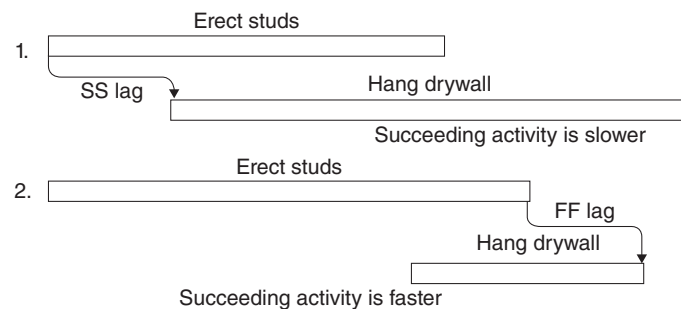 Erect studs
1.
SS lag
Hang drywall
Succeeding activity is slower
Erect studs
2.
FF lag
Hang drywall
Succeeding activity is faster